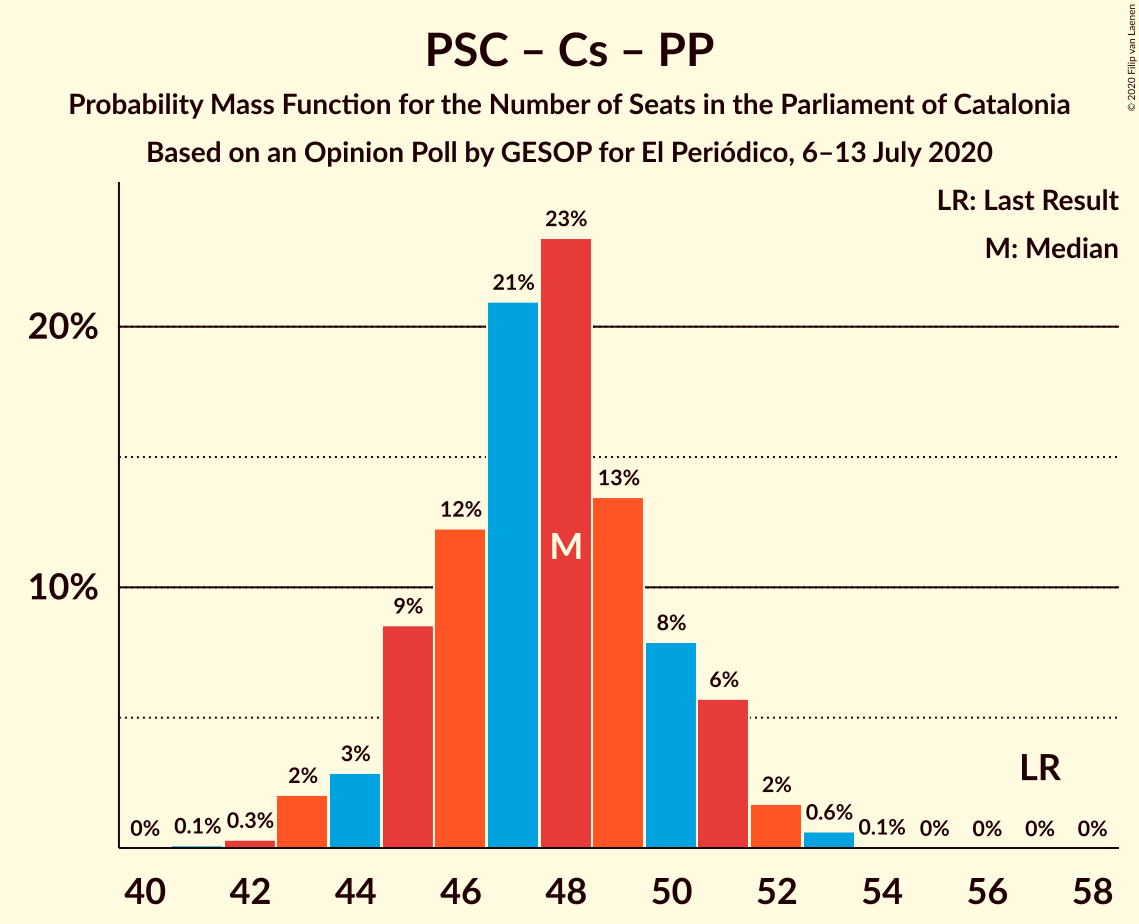 PSC – Cs – PP
Probability Mass Function for the Number of Seats in the Parliament of Catalonia
Based on an Opinion Poll by GESOP for El Periódico, 6–13 July 2020
© 2020 Filip van Laenen
LR: Last Result
M: Median
20%
10%
0%
0.1%
0.3%
2%
3%
9%
12%
21%
23%
13%
8%
6%
2%
0.6%
0.1%
0%
0%
0%
0%
M
LR
40 42 44 46 48 50 52 54 56 58